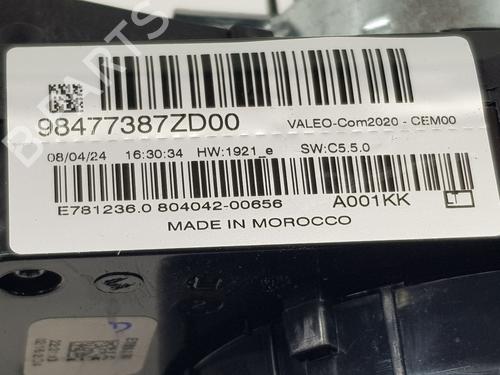 98477387ZD00 VALEO-Com2020 - CEM00
08/04/24 16:30:34 HW:1921_e SW:C5.5.0
E781236.0 804042-00656 A001KK LT
MADE IN MOROCCO